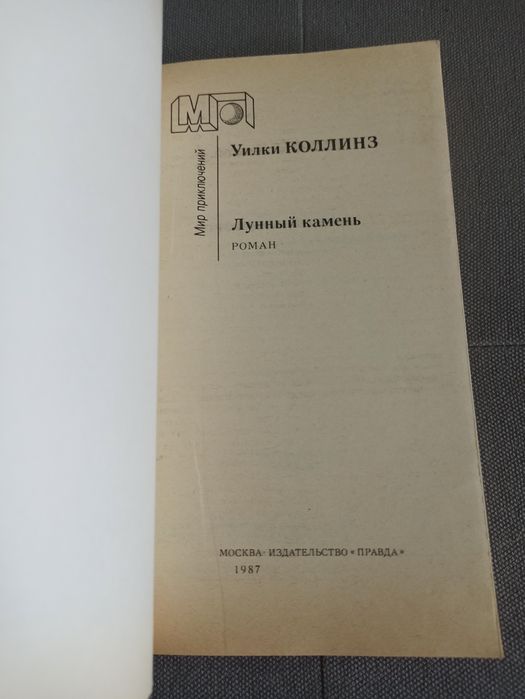 МП
Мир приключений
Уилки КОЛЛИНЗ
Лунный камень
РОМАН
МОСКВА· ИЗДАТЕЛЬСТВО «ПРАВДА»
1987